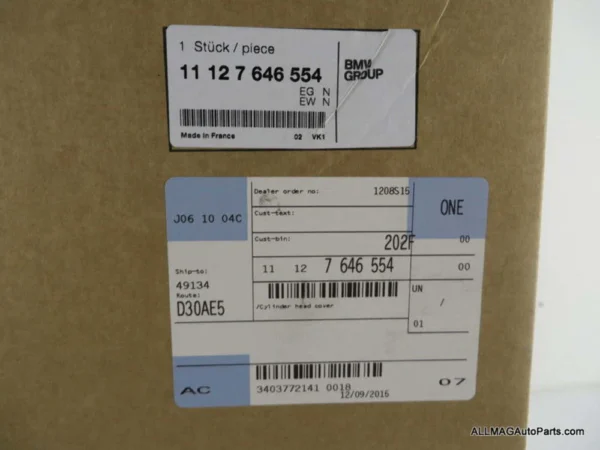 1 Stück / piece
11 12 7 646 554
EG N
EW N
Made in France 02 VK1
BMW
GROUP
J06 10 04C
Dealer order no: 1208S15
Cust-text:
Cust-bin: 202F
ONE
00
Ship-to:
49134
Route:
D30AE5
11 12 7 646 554
00
/Cylinder head cover
UN
/
01
AC
3403772141 0018
12/09/2016
07
ALLMAGAutoParts.com